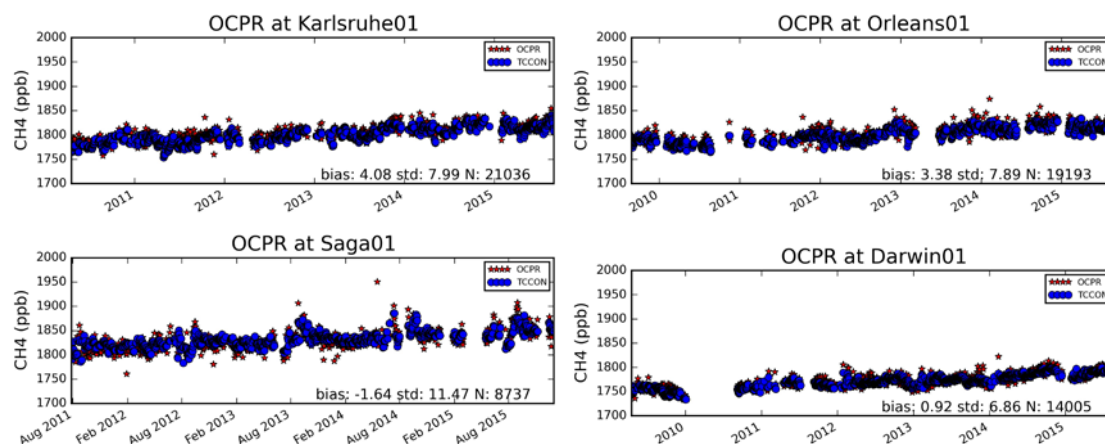 OCPR at Karlsruhe01
2000
1950
1900
1850
1800
1750
1700
CH4 (ppb)
OCPR
TCCON
bias: 4.08 std: 7.99 N: 21036
2011
2012
2013
2014
2015
OCPR at Orleans01
2000
1950
1900
1850
1800
1750
1700
CH4 (ppb)
OCPR
TCCON
bias: 3.38 std: 7.89 N: 19193
2010
2011
2012
2013
2014
2015
OCPR at Saga01
2000
1950
1900
1850
1800
1750
1700
CH4 (ppb)
OCPR
TCCON
bias: -1.64 std: 11.47 N: 8737
Aug 2011
Feb 2012
Aug 2012
Feb 2013
Aug 2013
Feb 2014
Aug 2014
Feb 2015
Aug 2015
OCPR at Darwin01
2000
1950
1900
1850
1800
1750
1700
CH4 (ppb)
OCPR
TCCON
bias: 0.92 std: 6.86 N: 14005
2010
2011
2012
2013
2014
2015